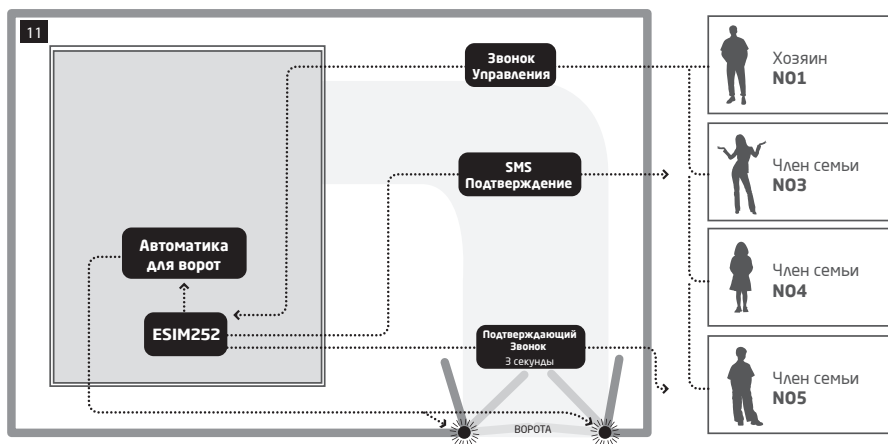 11
Звонок
Управления
SMS
Подтверждение
Автоматика
для ворот
ESIM252
Подтверждающий
Звонок
3 секунды
ВОРОТА
Хозяин
NO1
Член семьи
NO3
Член семьи
NO4
Член семьи
NO5